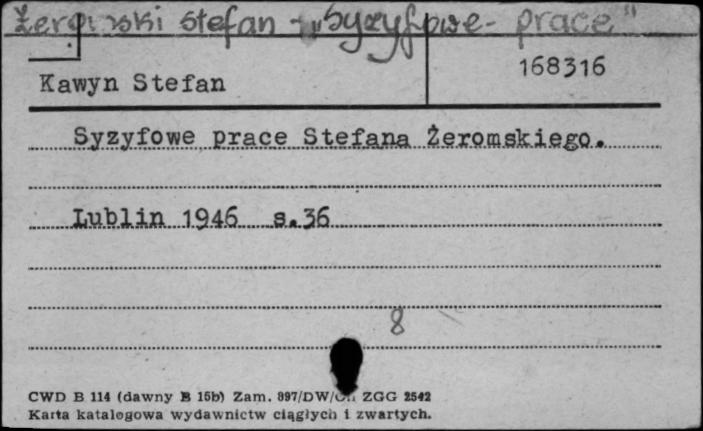 Żeromski Stefan - "Syzyfowe - prace"
168316
Kawyn Stefan
Syzyfowe prace Stefana Żeromskiego.
Lublin 1946 s.36
8
CWD B 114 (dawny B 15b) Zam. 897/DW/ ZGG 2542
Karta katalogowa wydawnictw ciągłych i zwartych.